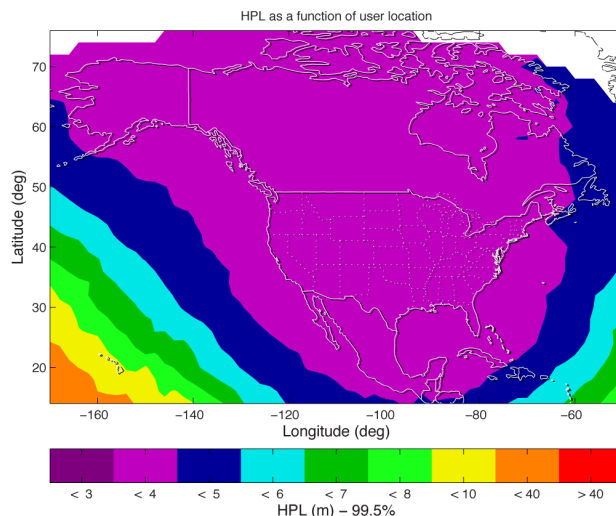 HPL as a function of user location
70
60
50
40
30
20
Latitude (deg)
−160 −140 −120 −100 −80 −60
Longitude (deg)
< 3 < 4 < 5 < 6 < 7 < 8 < 10 < 40 > 40
HPL (m) − 99.5%